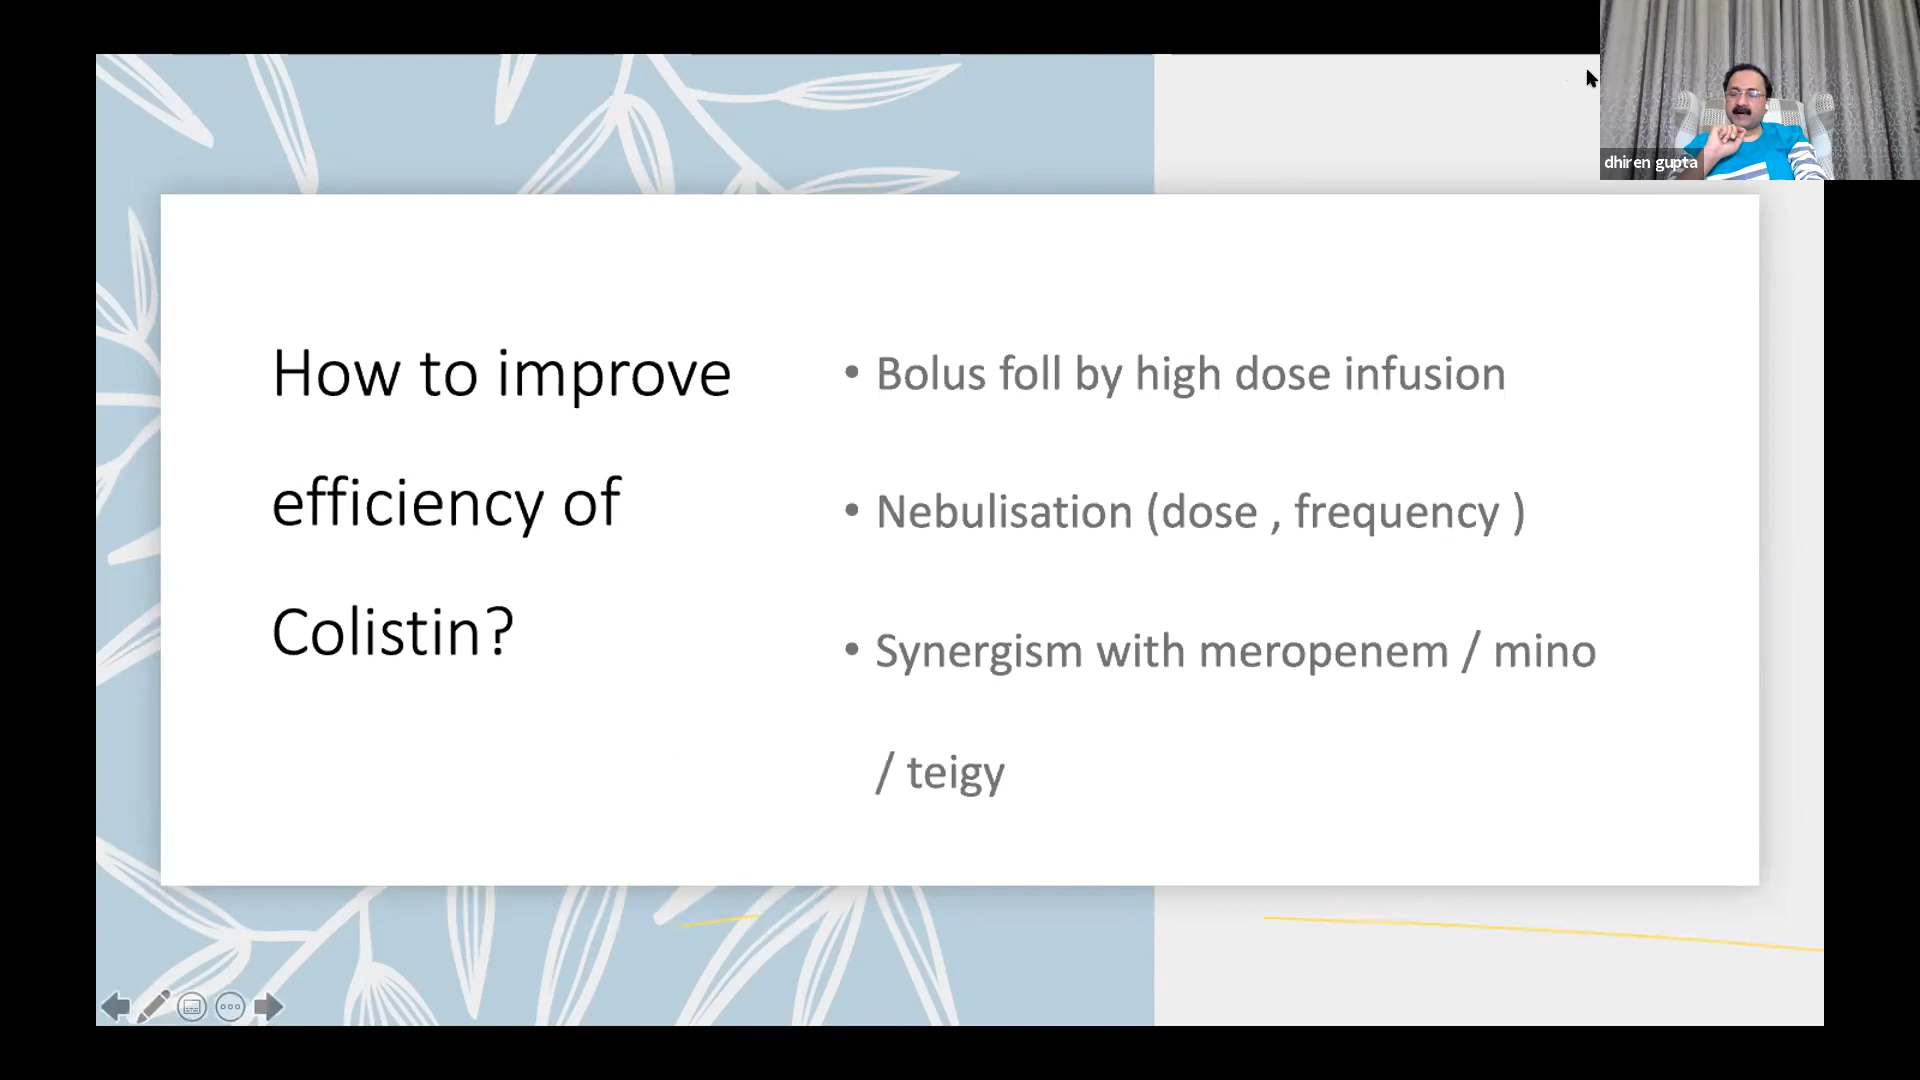 dhiren gupta
How to improve
efficiency of
Colistin?
• Bolus foll by high dose infusion
• Nebulisation (dose , frequency )
• Synergism with meropenem / mino
/ teigy